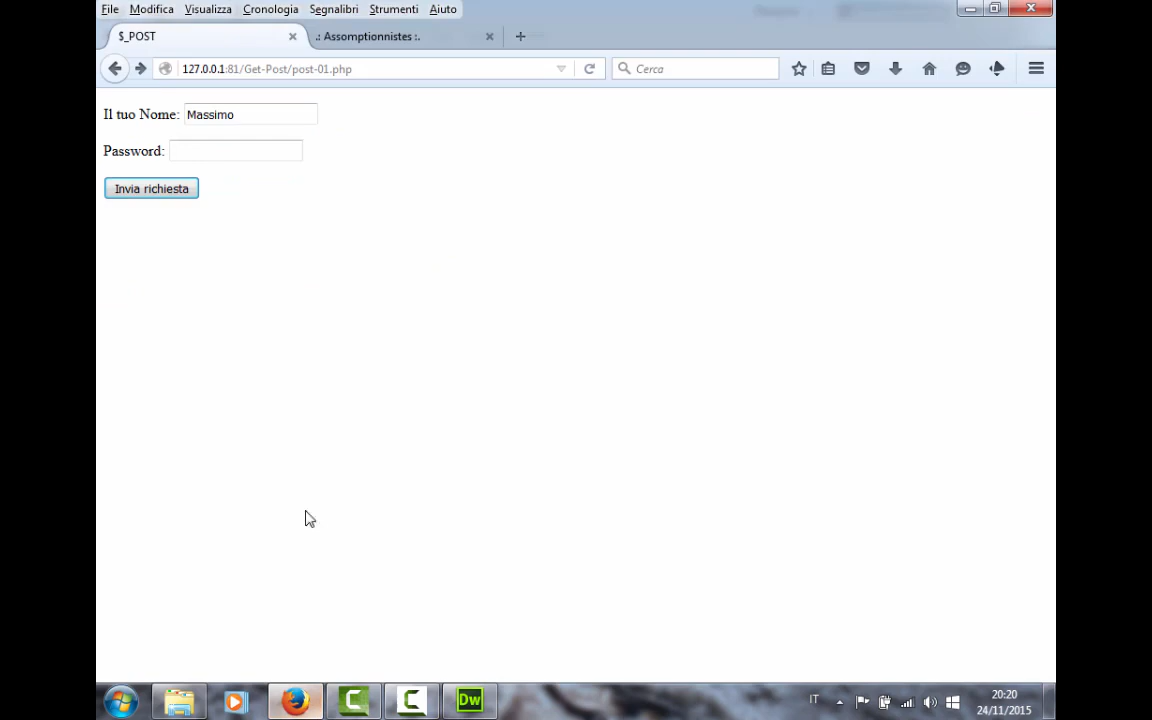 File Modifica Visualizza Cronologia Segnalibri Strumenti Aiuto
$_POST .: Assomptionnistes :.
127.0.0.1:81/Get-Post/post-01.php Cerca
Il tuo Nome: Massimo
Password:
Invia richiesta
Dw IT 20:20
24/11/2015